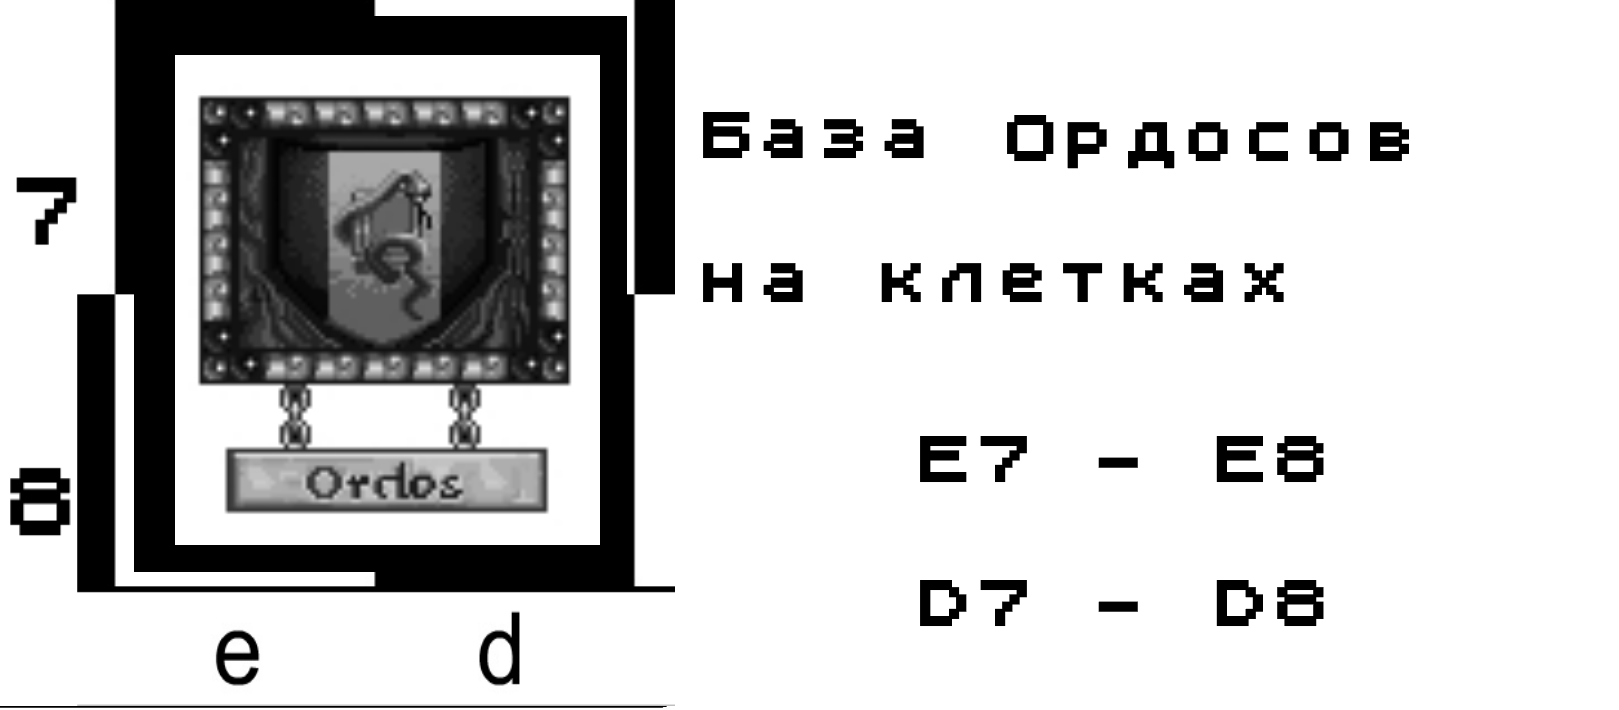 7
8
Ordos
e d
База Ордосов
на клетках
E7 - E8
D7 - D8